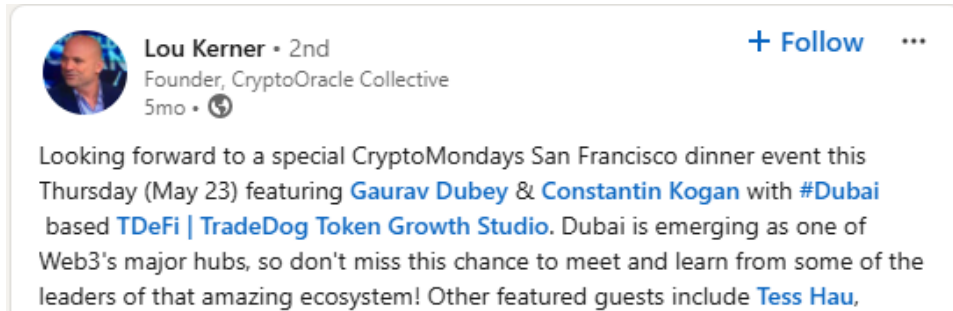 Lou Kerner • 2nd
+ Follow ...
Founder, CryptoOracle Collective
5mo •
Looking forward to a special CryptoMondays San Francisco dinner event this
Thursday (May 23) featuring Gaurav Dubey & Constantin Kogan with #Dubai
based TDeFi | TradeDog Token Growth Studio. Dubai is emerging as one of
Web3's major hubs, so don't miss this chance to meet and learn from some of the
leaders of that amazing ecosystem! Other featured guests include Tess Hau,